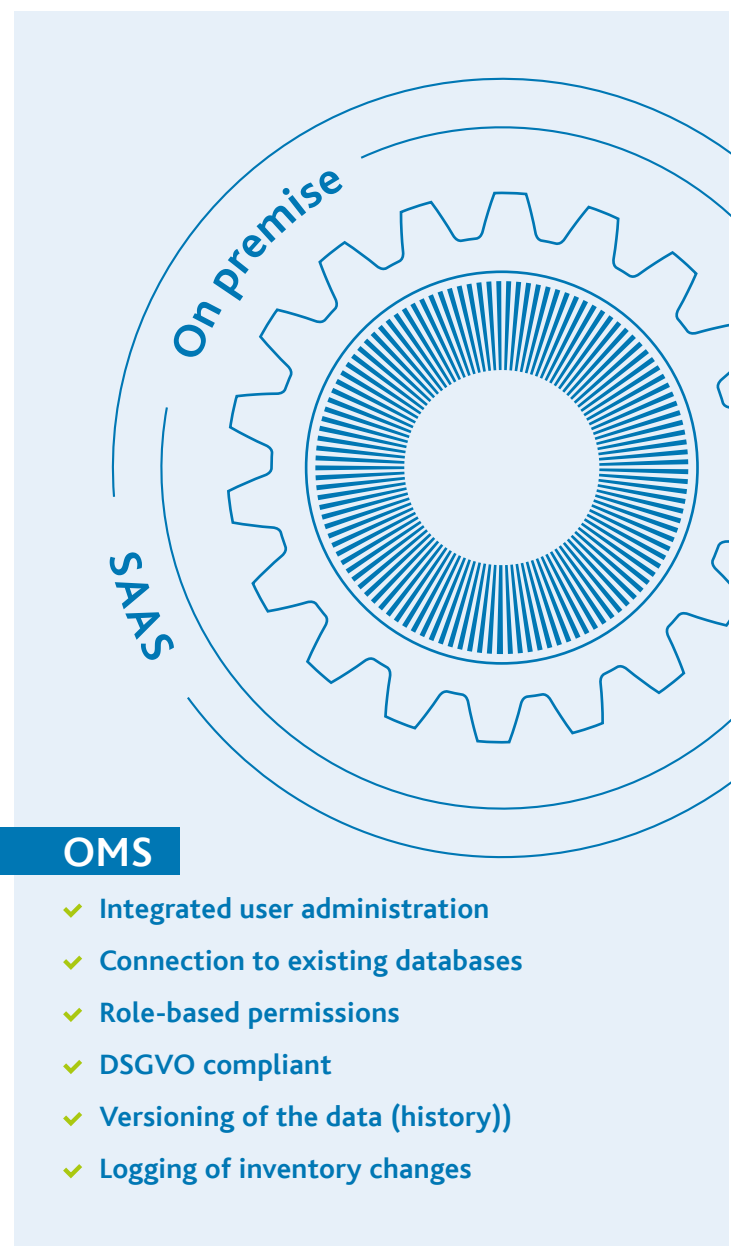 On premise
SAAS
OMS
Integrated user administration
Connection to existing databases
Role-based permissions
DSGVO compliant
Versioning of the data (history))
Logging of inventory changes